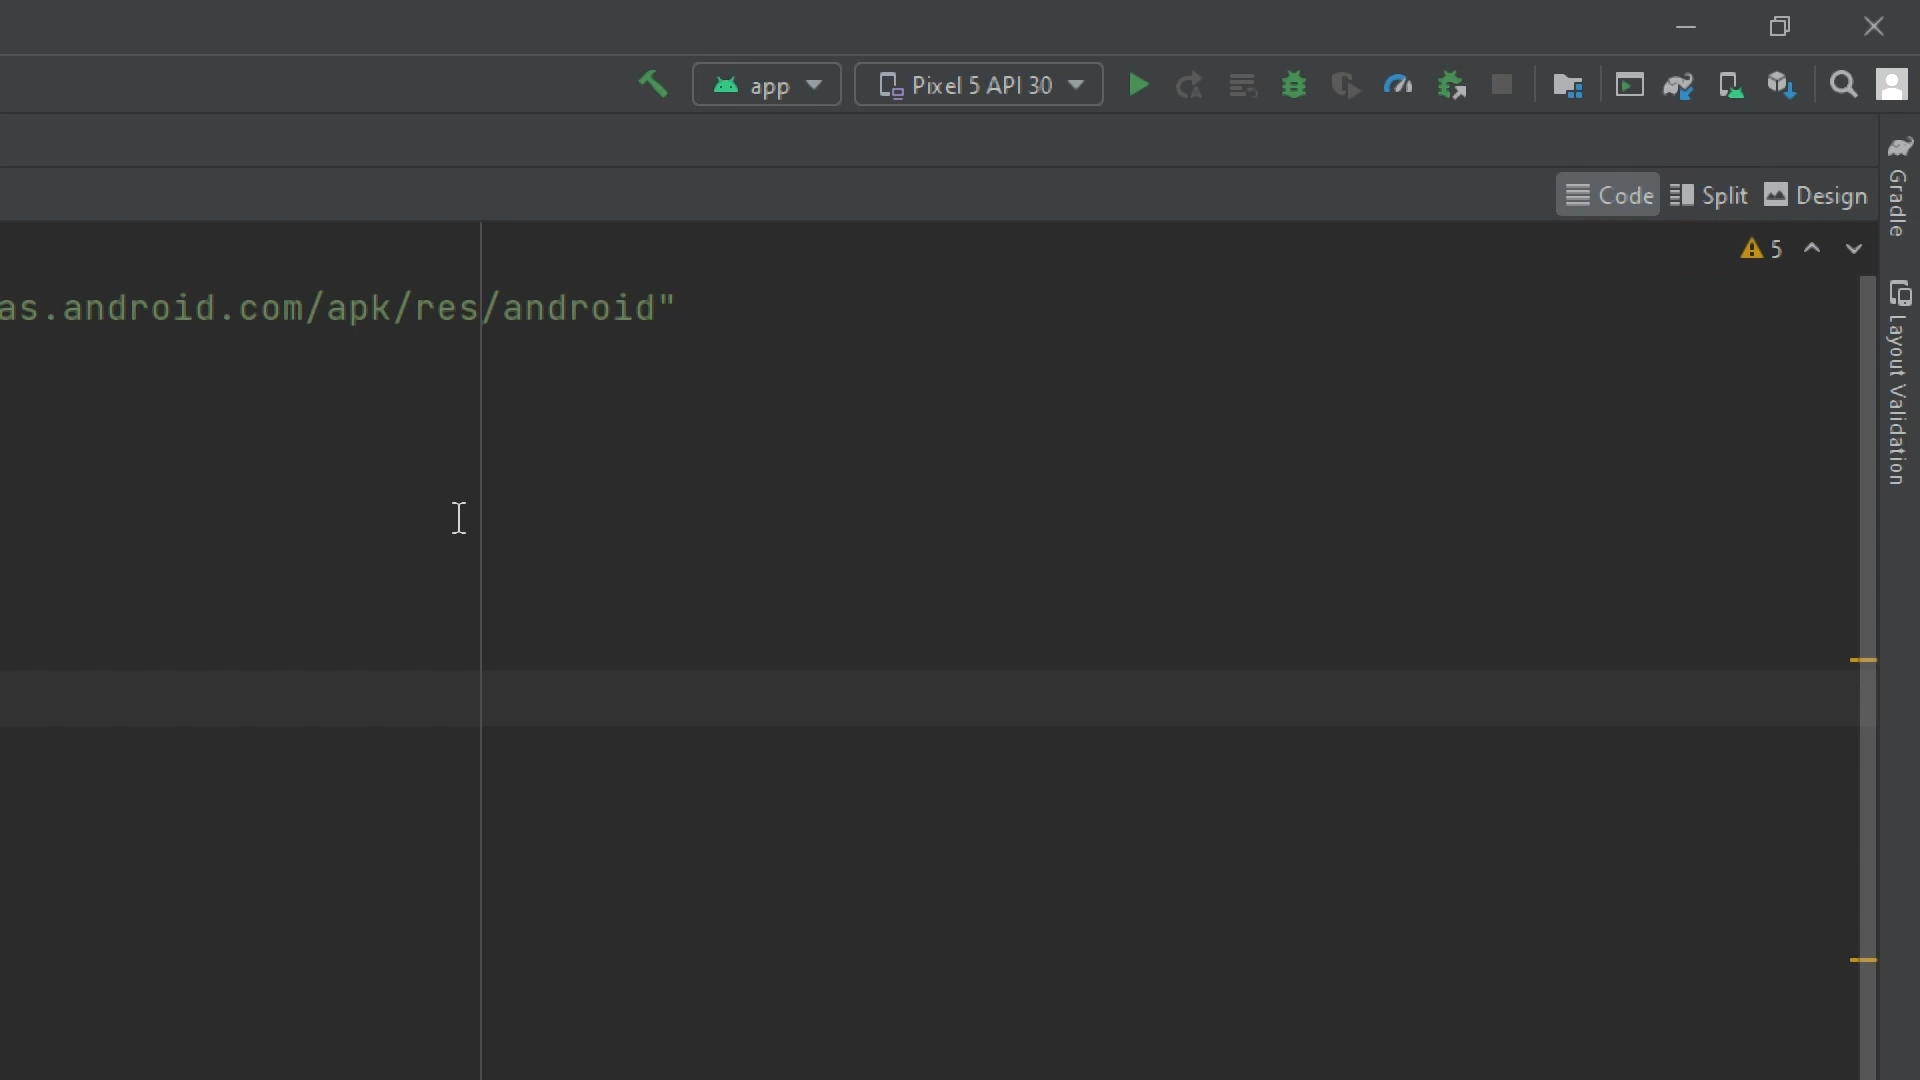 app
Pixel 5 API 30
Code
Split
Design
5
as.android.com/apk/res/android"
Gradle
Layout Validation